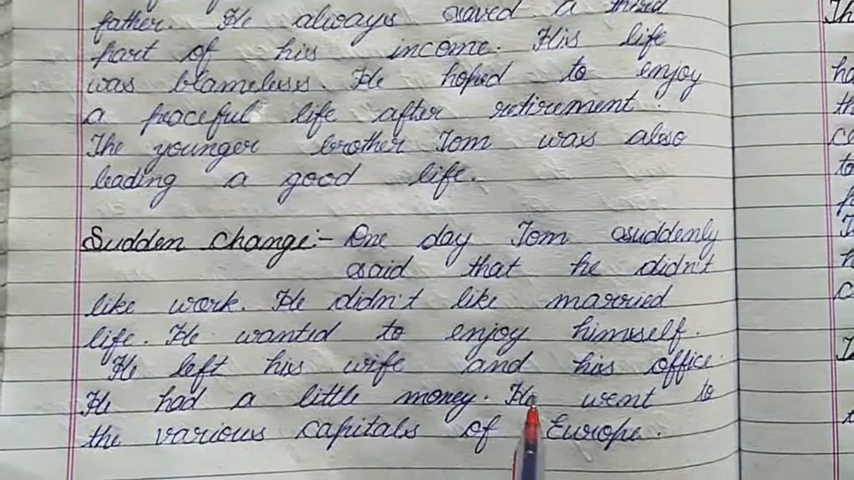 father. He always saved a third
part of his income. His life
was blameless. He hoped to enjoy
a peaceful life after retirement.
The younger brother Tom was also
leading a good life.
Sudden change:- One day Tom suddenly
said that he didn't
like work. He didn't like married
life. He wanted to enjoy himself.
He left his wife and his office.
He had a little money. He went to
the various capitals of Europe.